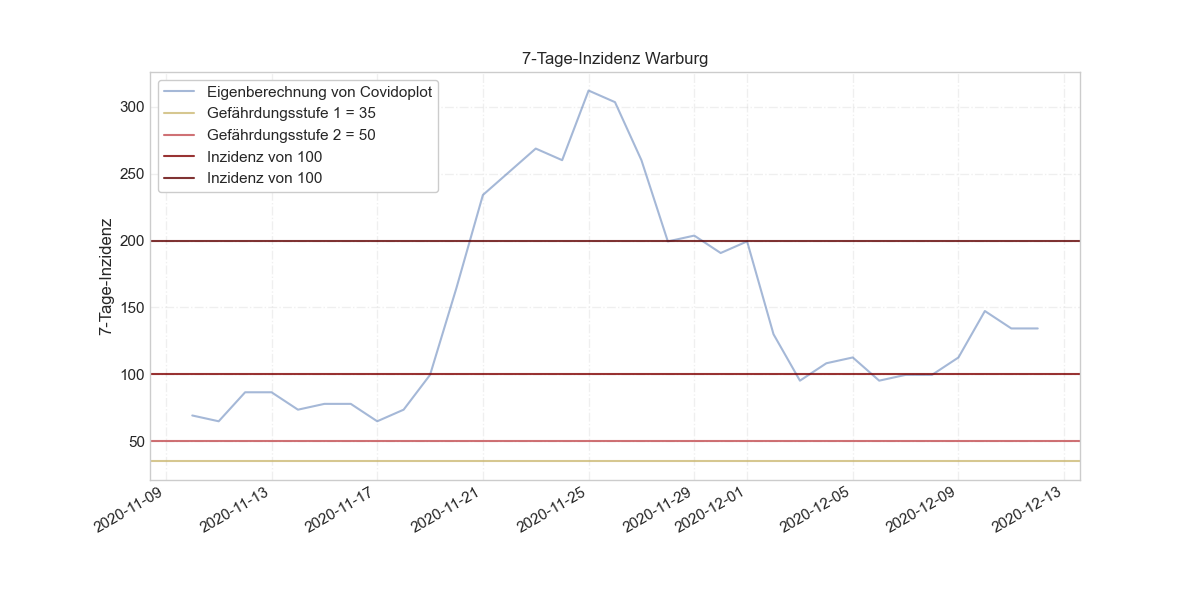 7-Tage-Inzidenz Warburg
Eigenberechnung von Covidoplot
Gefährdungsstufe 1 = 35
Gefährdungsstufe 2 = 50
Inzidenz von 100
Inzidenz von 100
7-Tage-Inzidenz
300
250
200
150
100
50
2020-11-09
2020-11-13
2020-11-17
2020-11-21
2020-11-25
2020-11-29
2020-12-01
2020-12-05
2020-12-09
2020-12-13